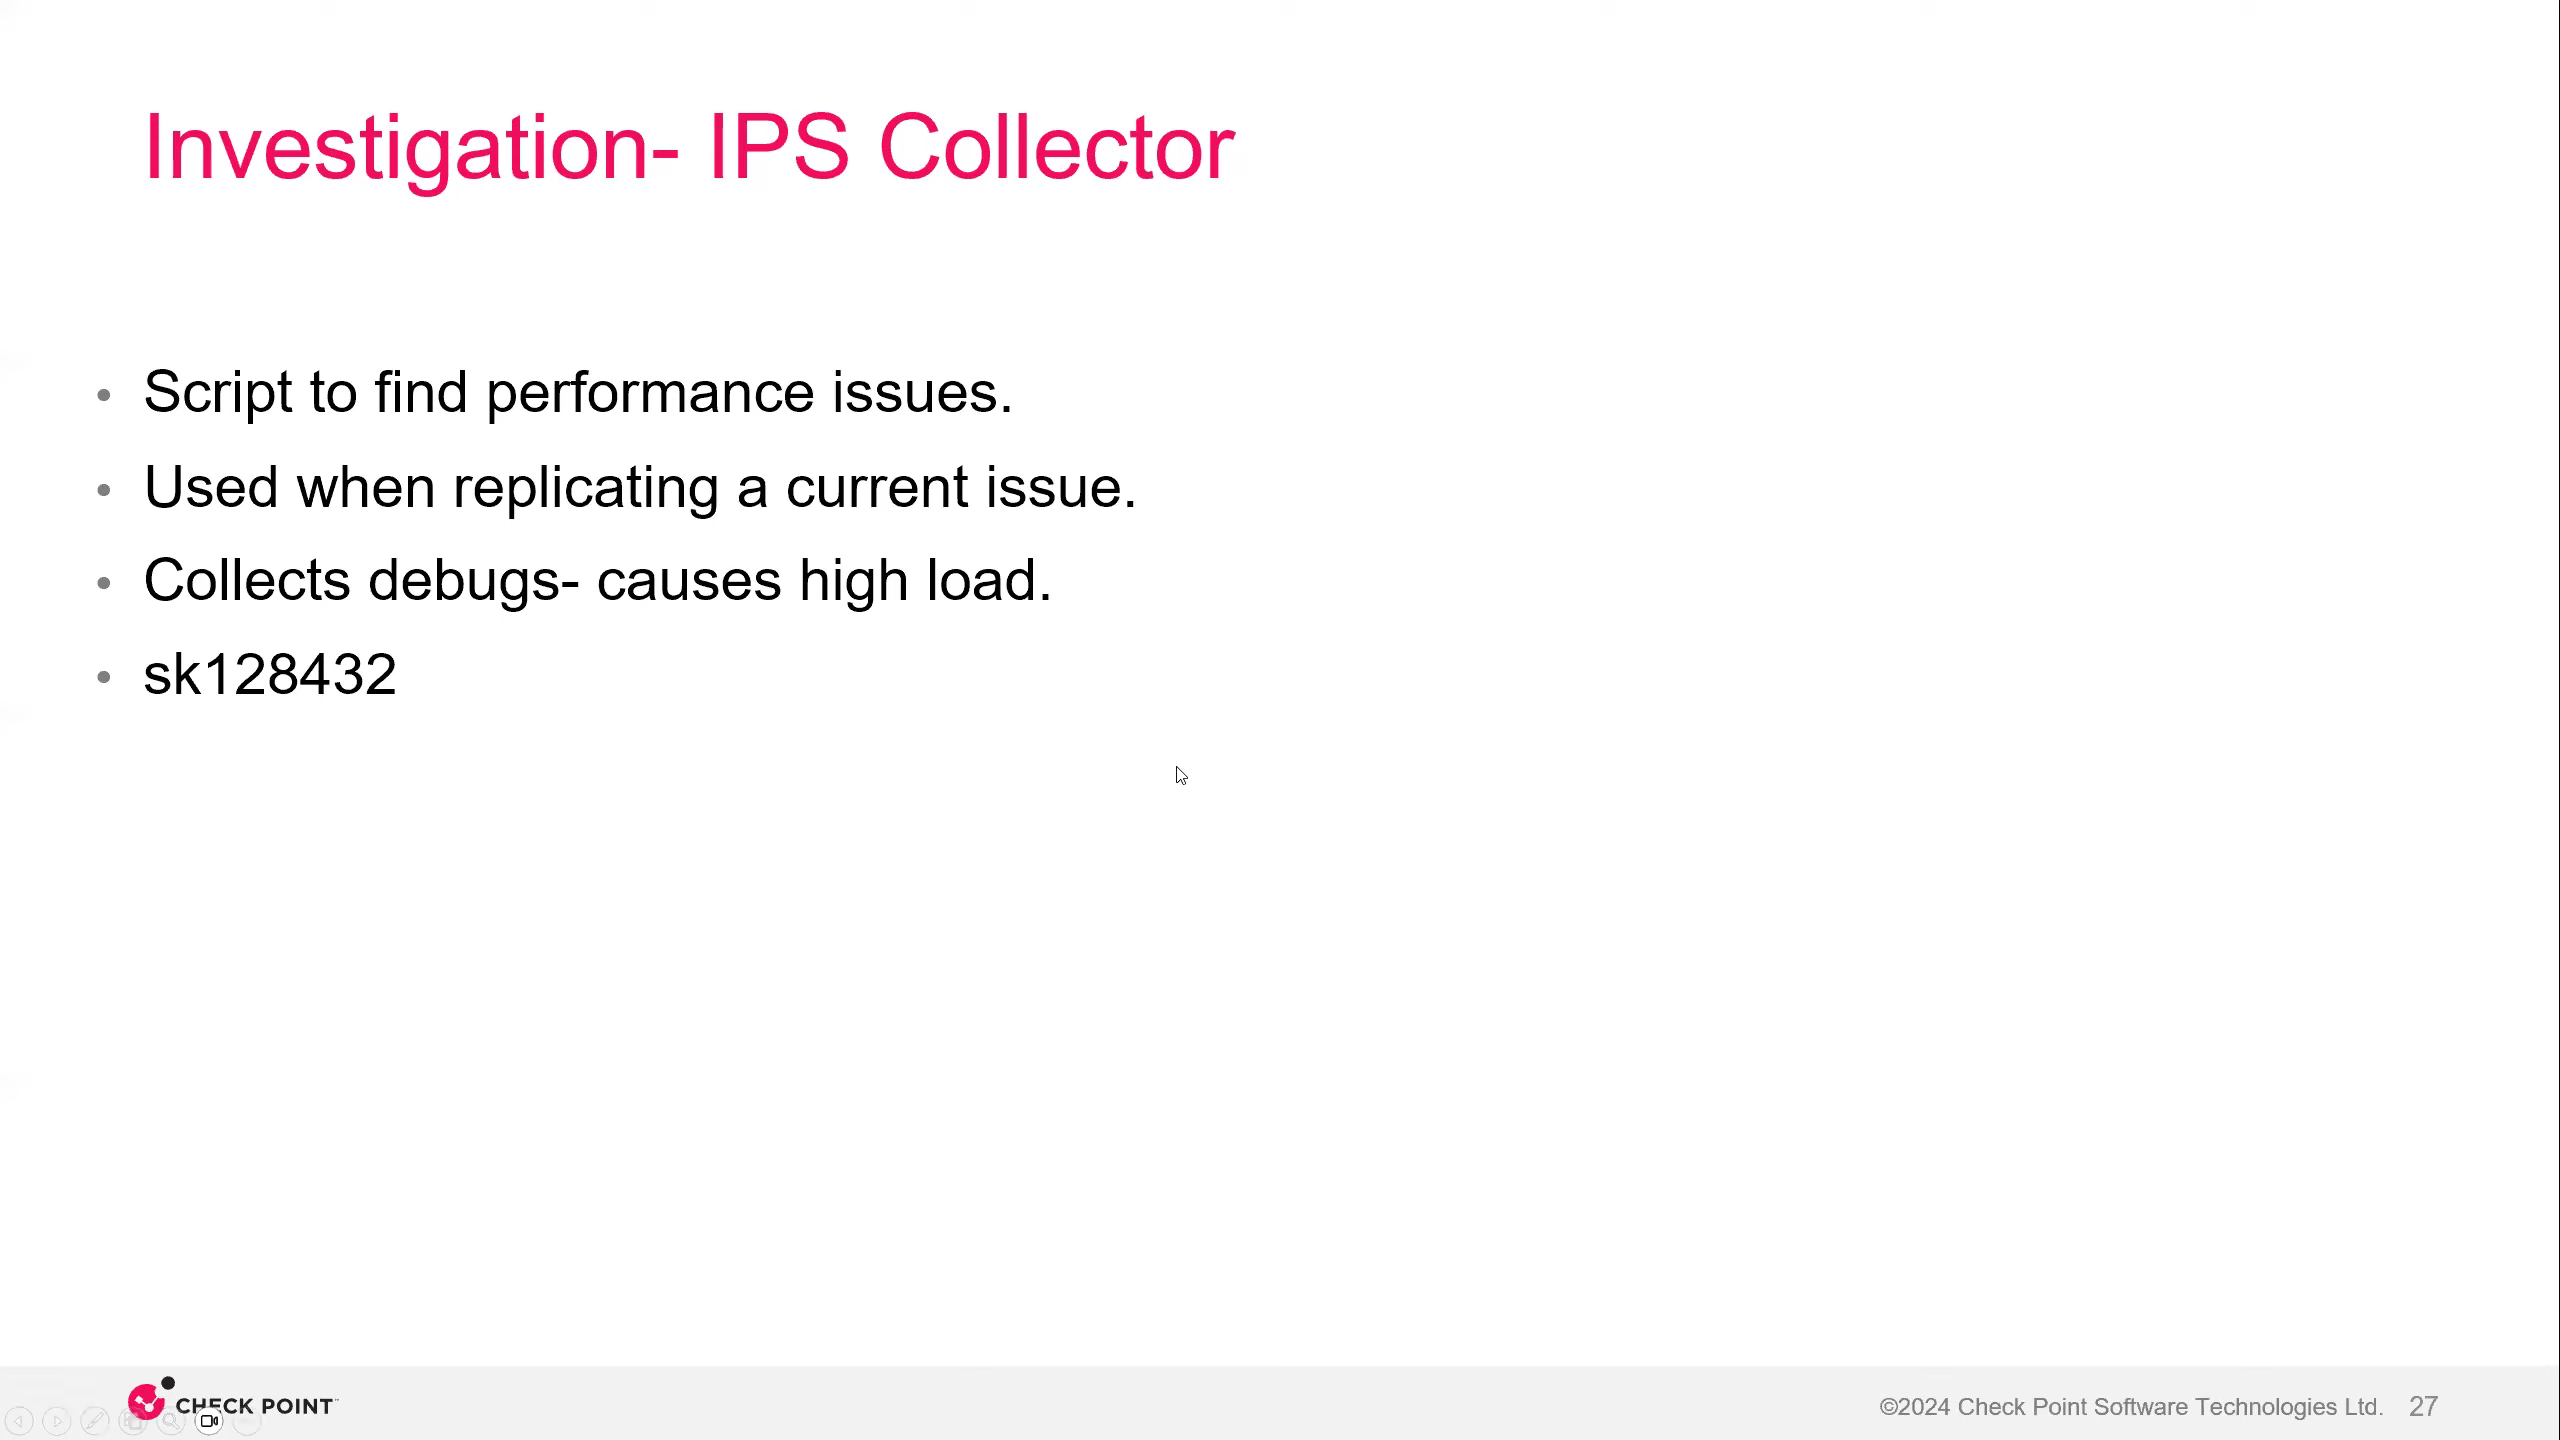 Investigation- IPS Collector
• Script to find performance issues.
• Used when replicating a current issue.
• Collects debugs- causes high load.
• sk128432
CHECK POINT™
©2024 Check Point Software Technologies Ltd. 27